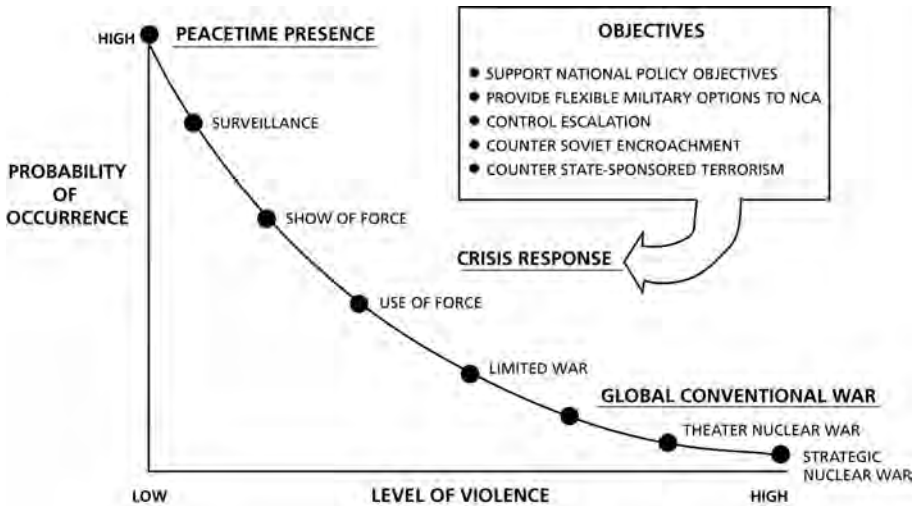 HIGH
PEACETIME PRESENCE
OBJECTIVES
SUPPORT NATIONAL POLICY OBJECTIVES
PROVIDE FLEXIBLE MILITARY OPTIONS TO NCA
CONTROL ESCALATION
COUNTER SOVIET ENCROACHMENT
COUNTER STATE-SPONSORED TERRORISM
SURVEILLANCE
PROBABILITY
OF
OCCURRENCE
SHOW OF FORCE
CRISIS RESPONSE
USE OF FORCE
LIMITED WAR
GLOBAL CONVENTIONAL WAR
THEATER NUCLEAR WAR
STRATEGIC
NUCLEAR WAR
LOW
LEVEL OF VIOLENCE
HIGH